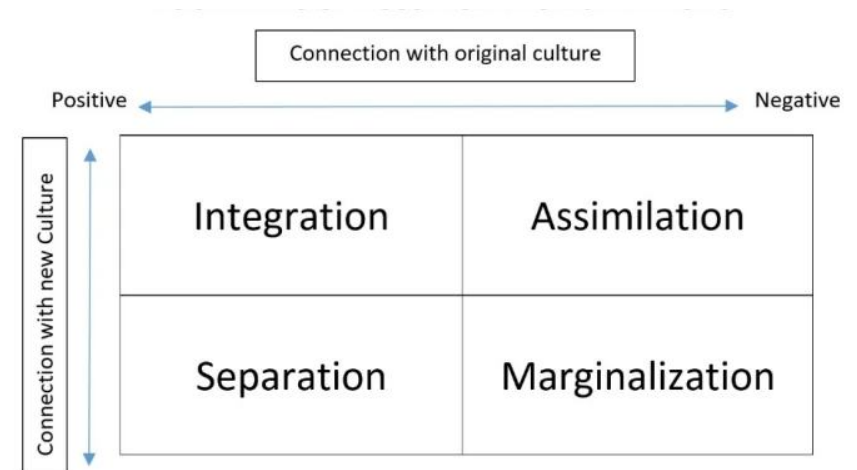 Connection with original culture
Positive
Negative
Connection with new Culture
Integration
Assimilation
Separation
Marginalization